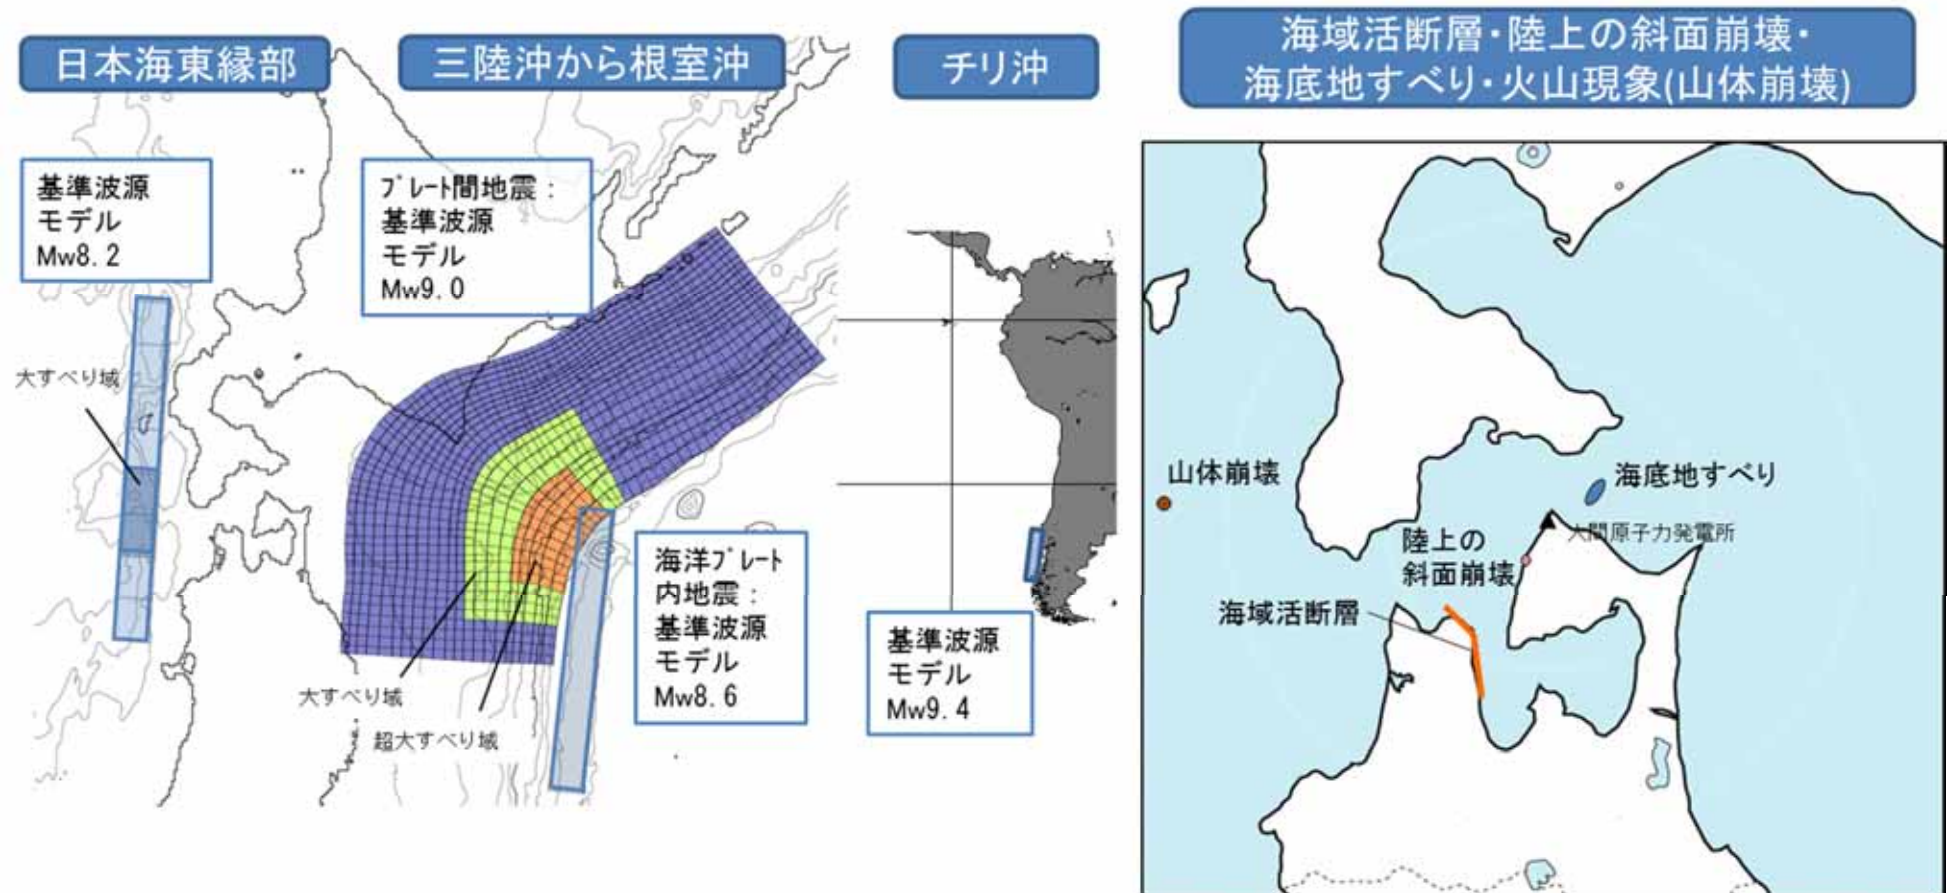 日本海東縁部
三陸沖から根室沖
チリ沖
海域活断層・陸上の斜面崩壊・
海底地すべり・火山現象(山体崩壊)
基準波源
モデル
Mw8.2
大すべり域
プレート間地震：
基準波源
モデル
Mw9.0
大すべり域
超大すべり域
海洋プレート
内地震：
基準波源
モデル
Mw8.6
基準波源
モデル
Mw9.4
山体崩壊
海底地すべり
大間原子力発電所
陸上の
斜面崩壊
海域活断層